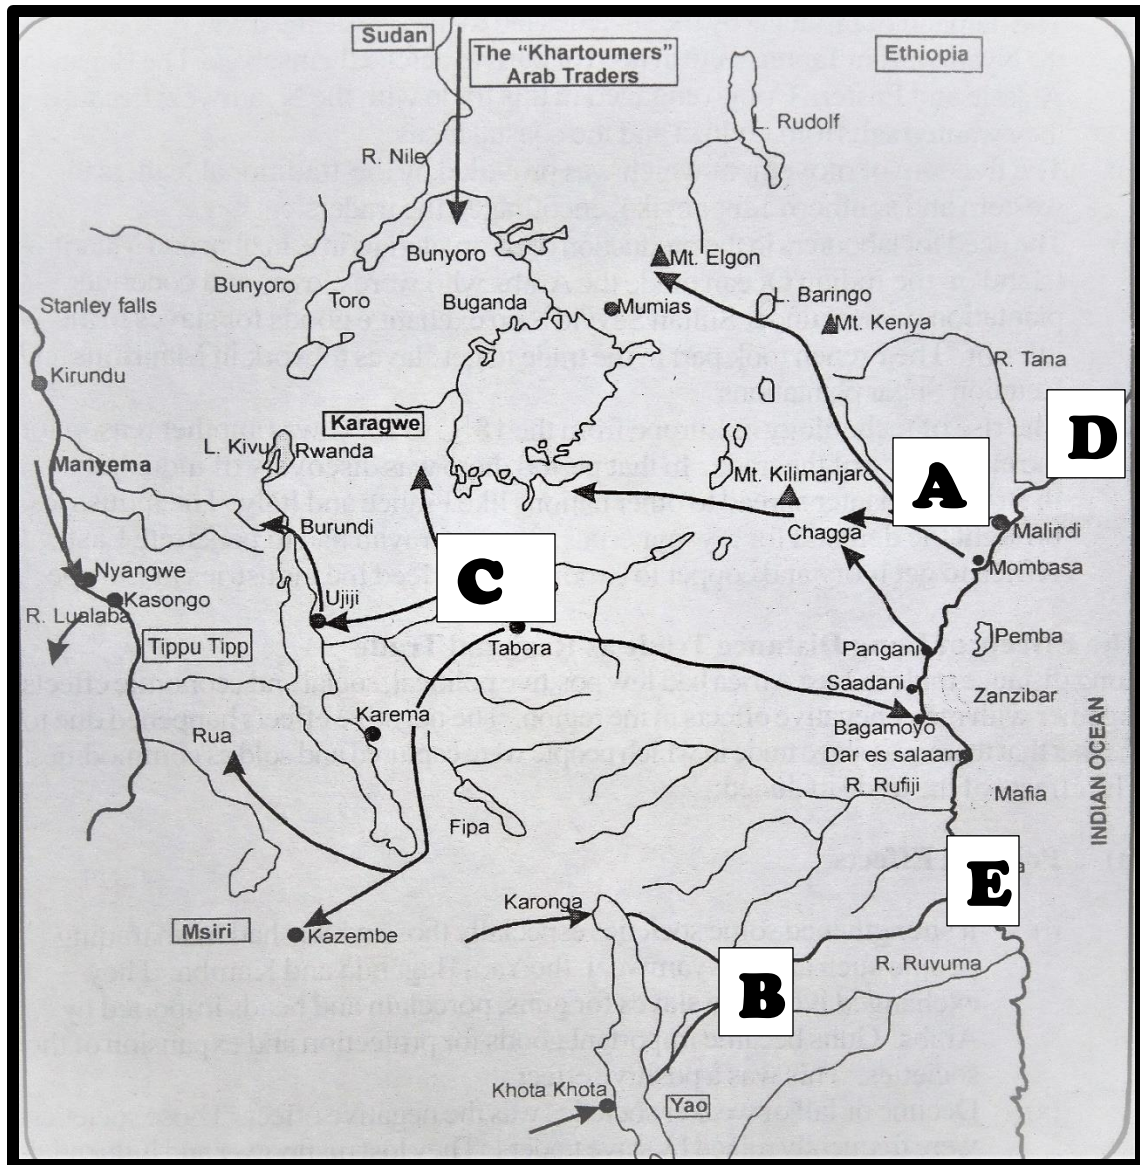 Sudan
The “Khartoumers”
Arab Traders
Ethiopia
L. Rudolf
R. Nile
Bunyoro
Mt. Elgon
Bunyoro
Toro
Buganda
Mumias
L. Baringo
Mt. Kenya
Stanley falls
R. Tana
Kirundu
Karagwe
D
L. Kivu
Rwanda
Manyema
Mt. Kilimanjaro
A
Burundi
Chagga
Malindi
Mombasa
Nyangwe
C
Kasongo
Ujiji
R. Lualaba
Tippu Tipp
Tabora
Pemba
Pangani
Saadani
Zanzibar
Karema
Bagamoyo
Rua
Dar es salaam
INDIAN OCEAN
R. Rufiji
Mafia
Fipa
E
Karonga
Msiri
Kazembe
R. Ruvuma
B
Khota Khota
Yao